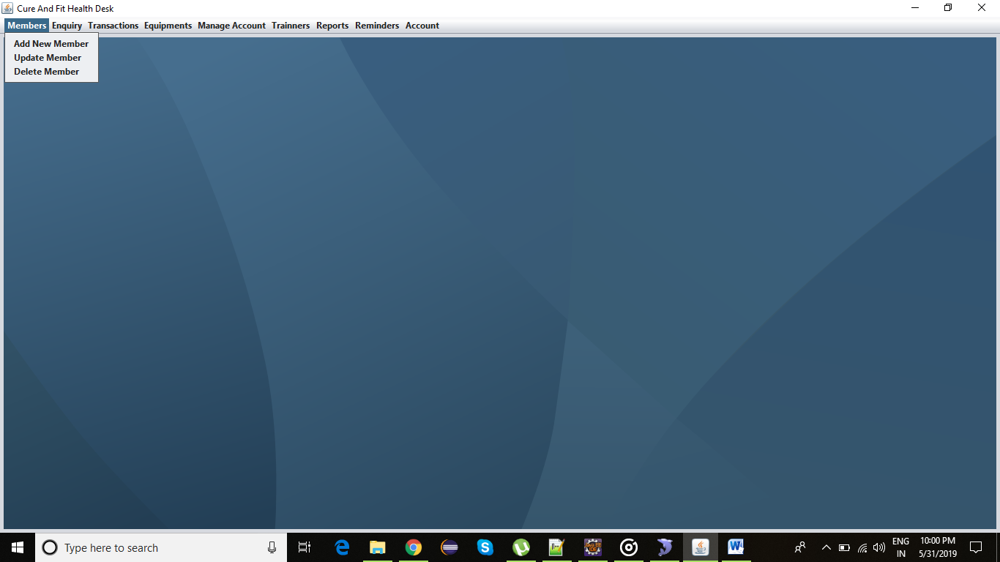 Cure And Fit Health Desk
Members Enquiry Transactions Equipments Manage Account Trainners Reports Reminders Account
Add New Member
Update Member
Delete Member
Type here to search
ENG
IN
10:00 PM
5/31/2019